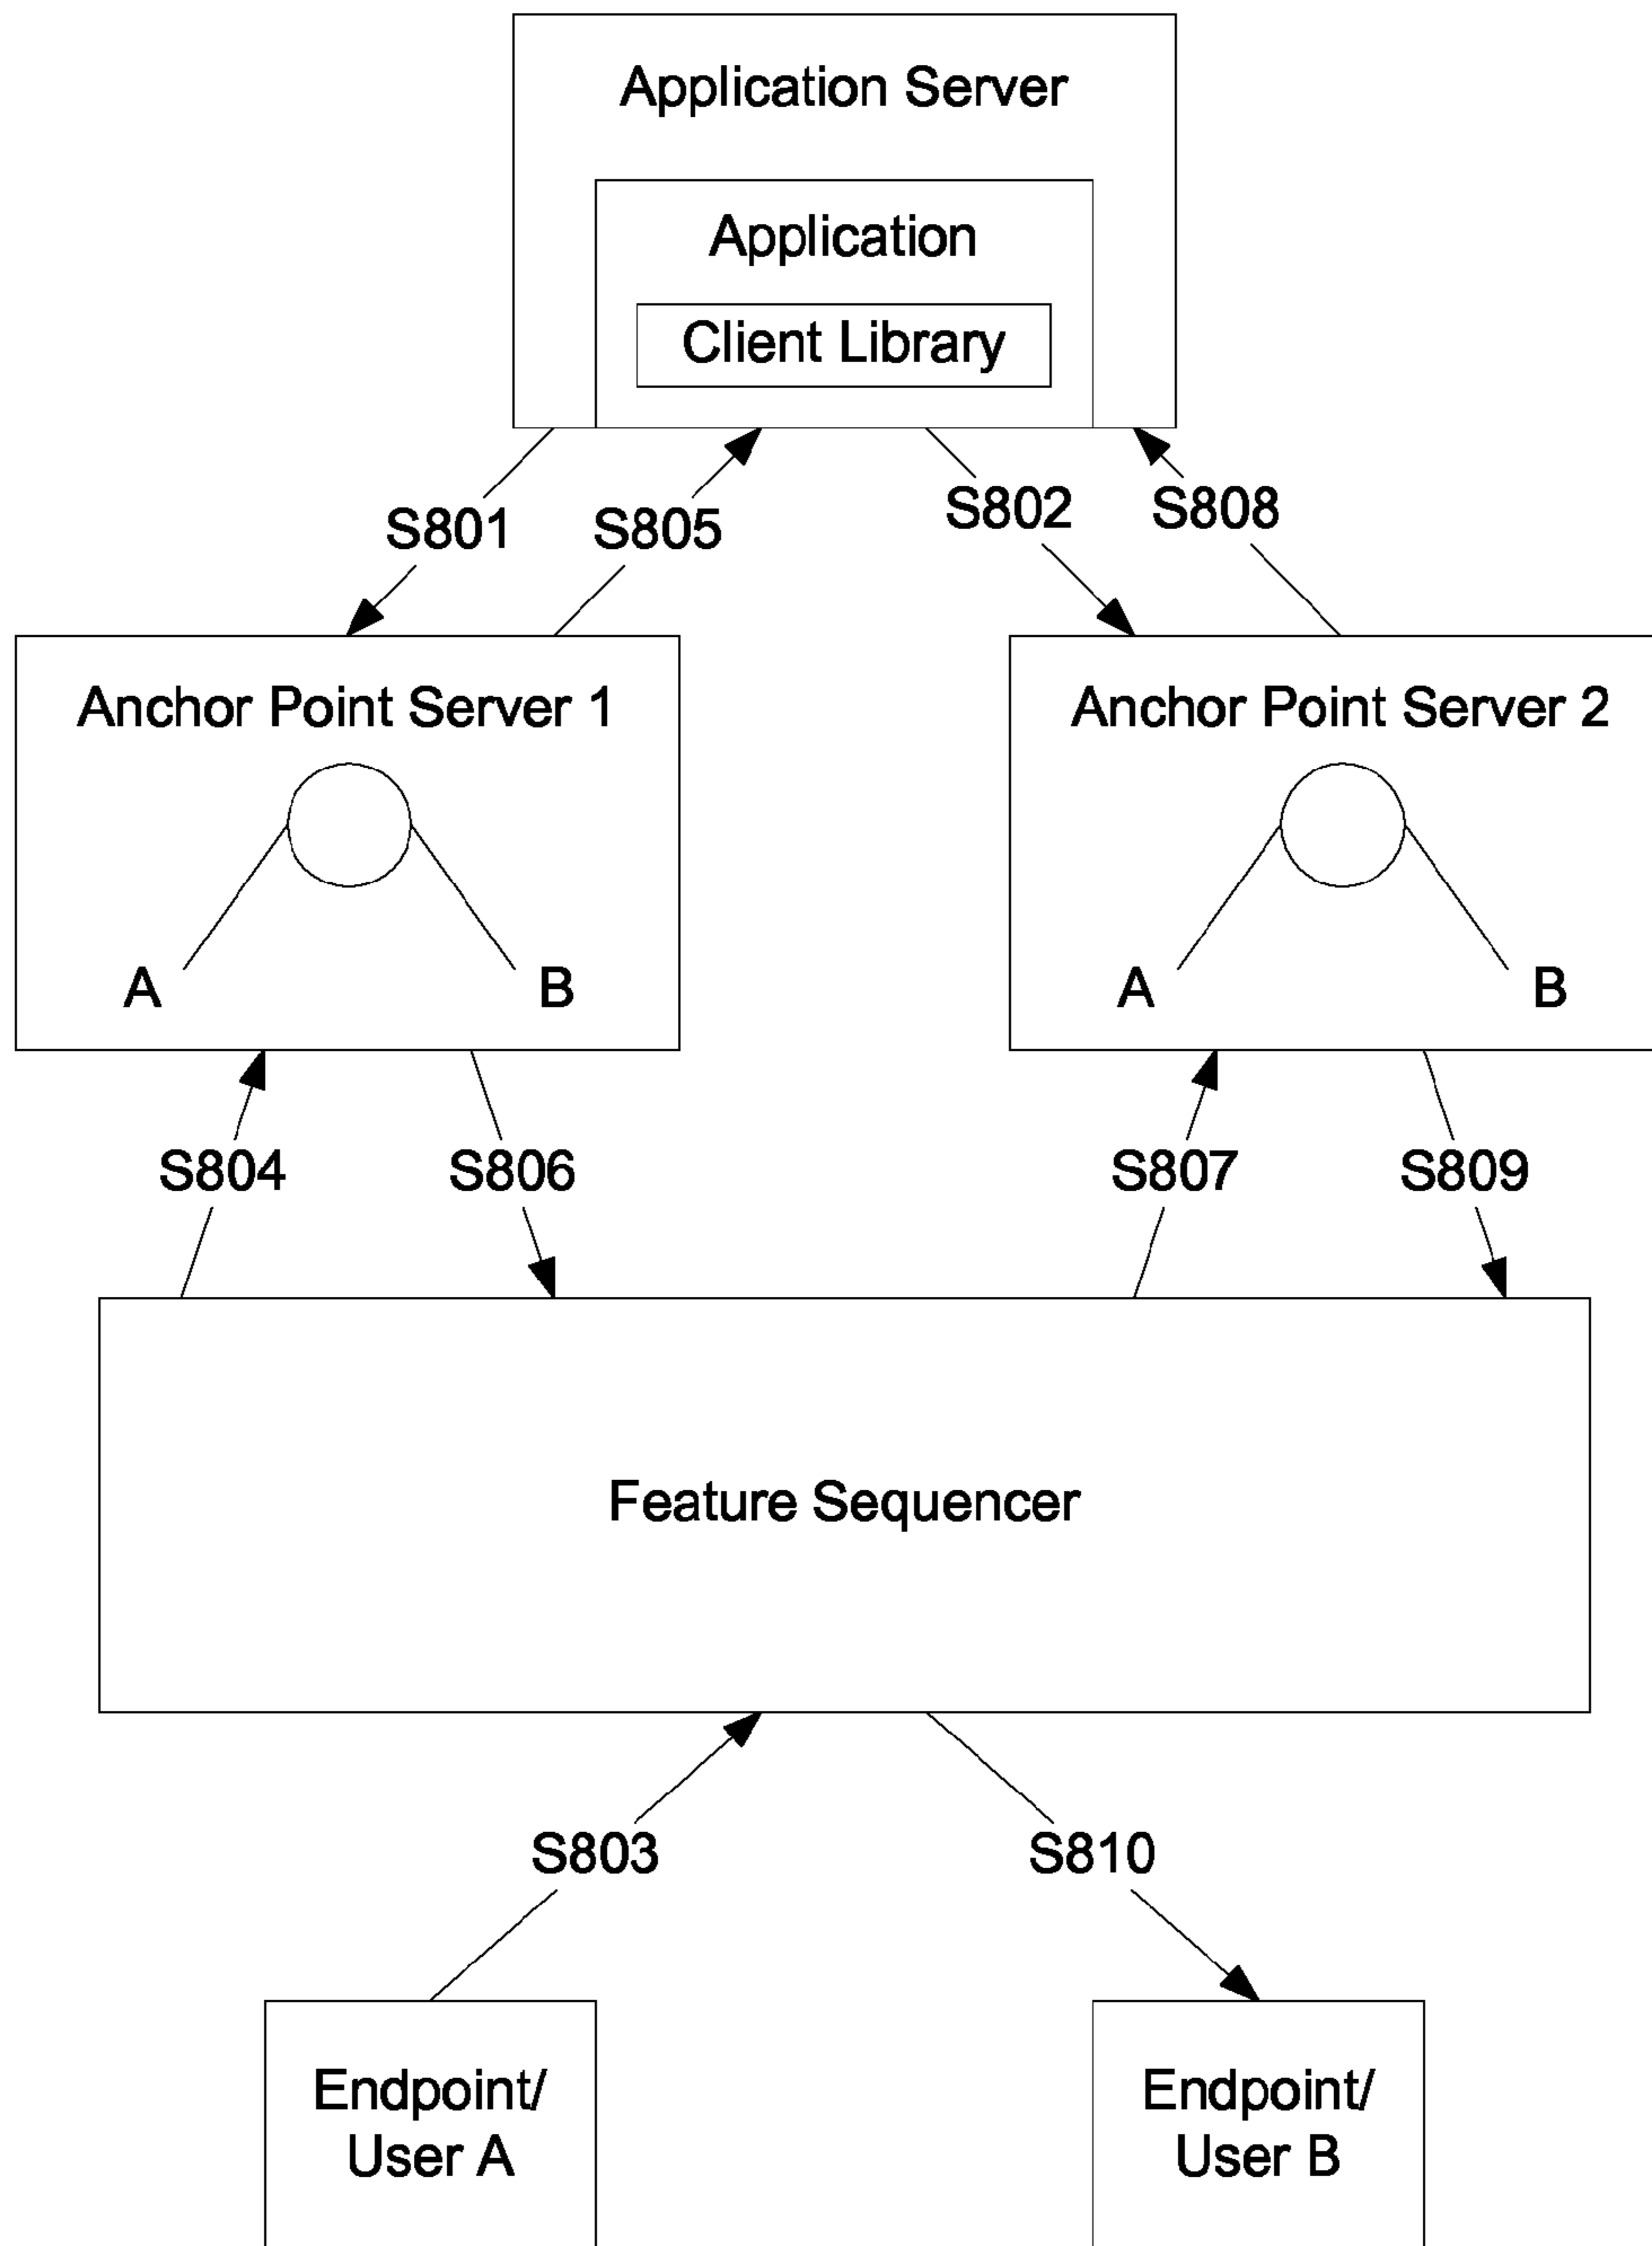 Application Server
Application
Client Library
S801
S805
S802
S808
Anchor Point Server 1
A
B
Anchor Point Server 2
A
B
S804
S806
S807
S809
Feature Sequencer
S803
S810
Endpoint/
User A
Endpoint/
User B